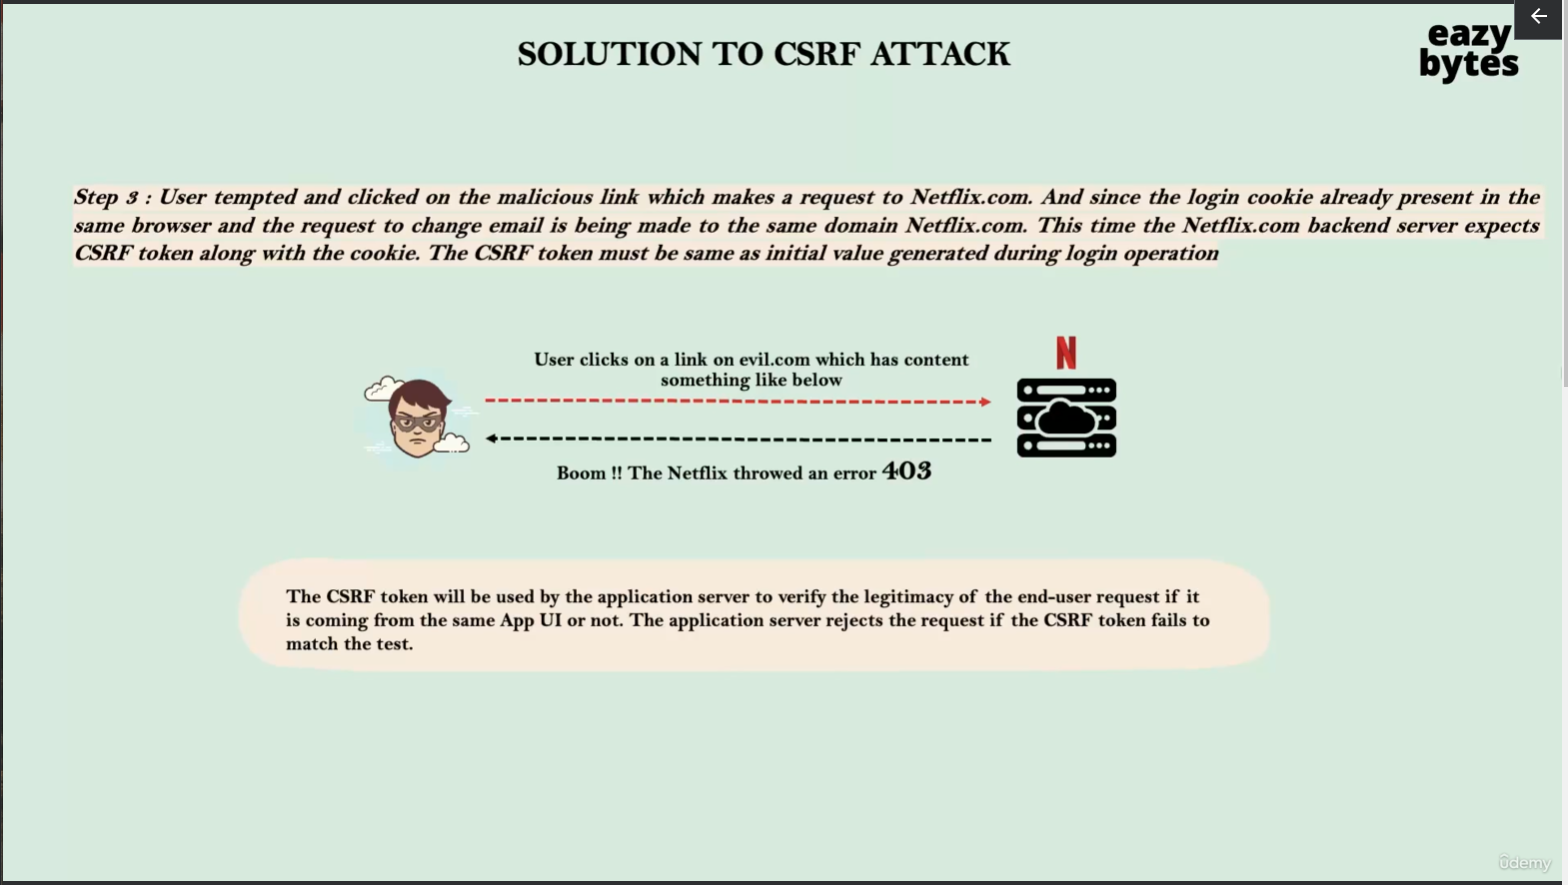 SOLUTION TO CSRF ATTACK
eazy
bytes
Step 3 : User tempted and clicked on the malicious link which makes a request to Netflix.com. And since the login cookie already present in the
same browser and the request to change email is being made to the same domain Netflix.com. This time the Netflix.com backend server expects
CSRF token along with the cookie. The CSRF token must be same as initial value generated during login operation
N
User clicks on a link on evil.com which has content
something like below
Boom !! The Netflix throwed an error 403
The CSRF token will be used by the application server to verify the legitimacy of the end-user request if it
is coming from the same App UI or not. The application server rejects the request if the CSRF token fails to
match the test.
ûdemy